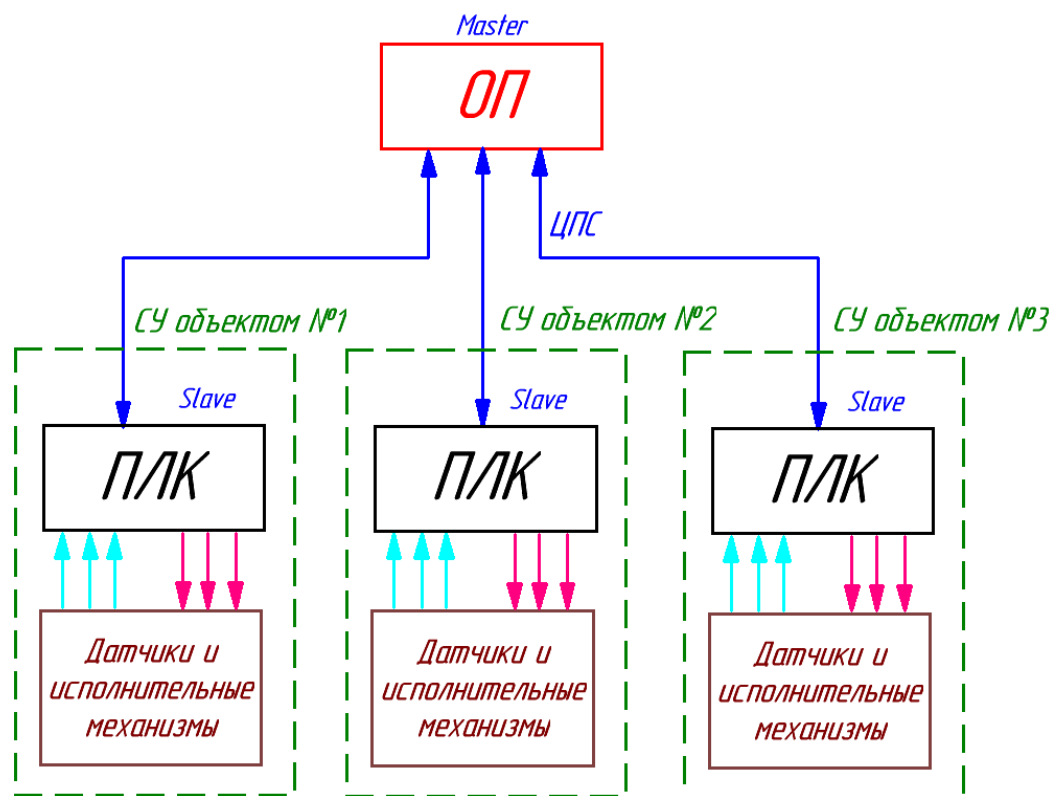 Master
ОП
ЦПС
СУ объектом №1
СУ объектом №2
СУ объектом №3
Slave
Slave
Slave
ПЛК
ПЛК
ПЛК
Датчики и
исполнительные
механизмы
Датчики и
исполнительные
механизмы
Датчики и
исполнительные
механизмы